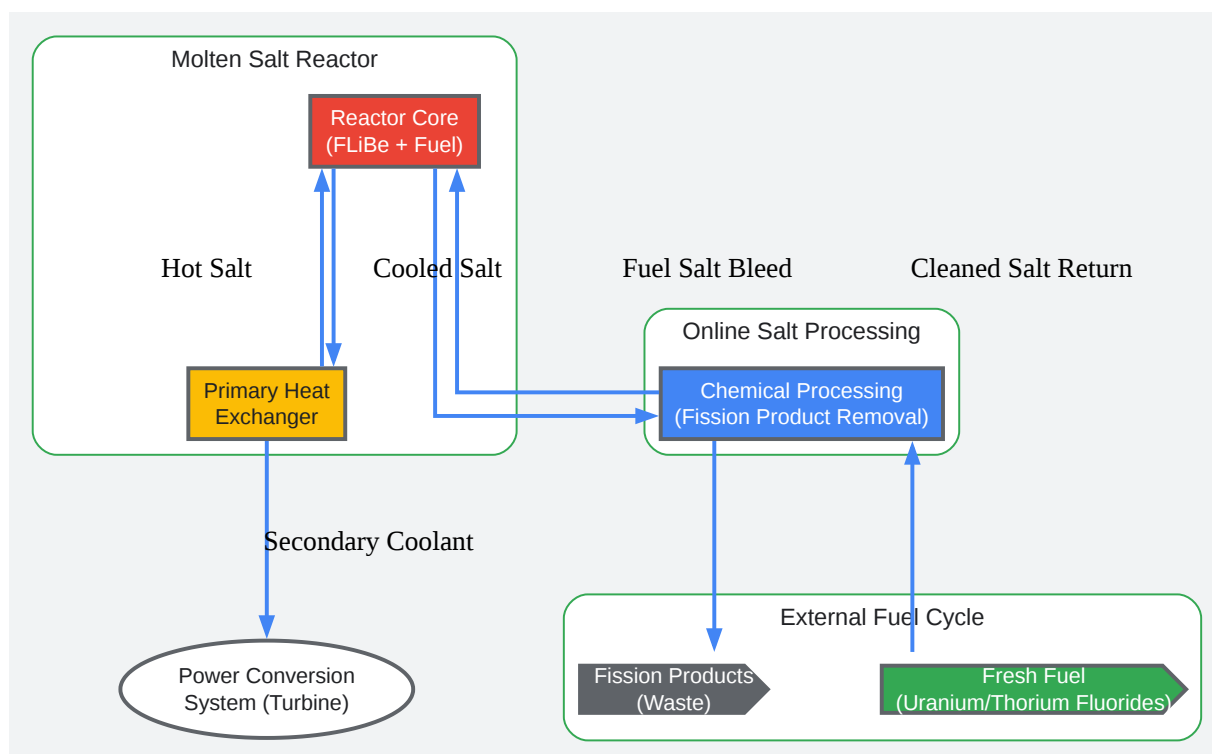 Molten Salt Reactor
Reactor Core
(FLiBe + Fuel)
Hot Salt
Cooled Salt
Fuel Salt Bleed
Cleaned Salt Return
Online Salt Processing
Primary Heat
Exchanger
Chemical Processing
(Fission Product Removal)
Secondary Coolant
External Fuel Cycle
Power Conversion
System (Turbine)
Fission Products
(Waste)
Fresh Fuel
(Uranium/Thorium Fluorides)